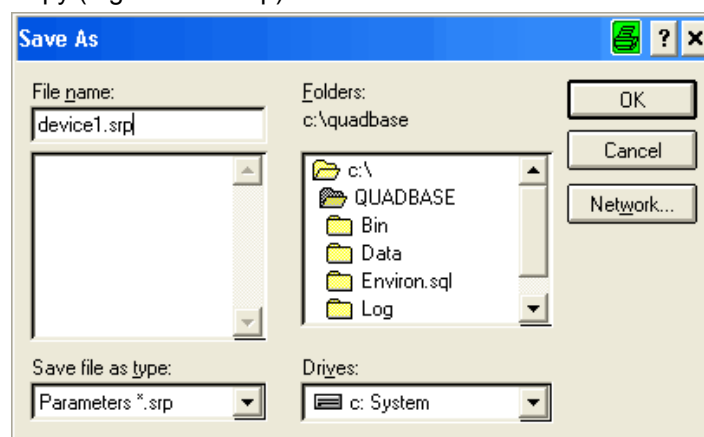 Save As
File name:
device1.srp
Folders:
c:\quadbase
c:\
QUADBASE
Bin
Data
Environ.sql
Log
OK
Cancel
Network...
Save file as type:
Parameters *.srp
Drives:
c: System